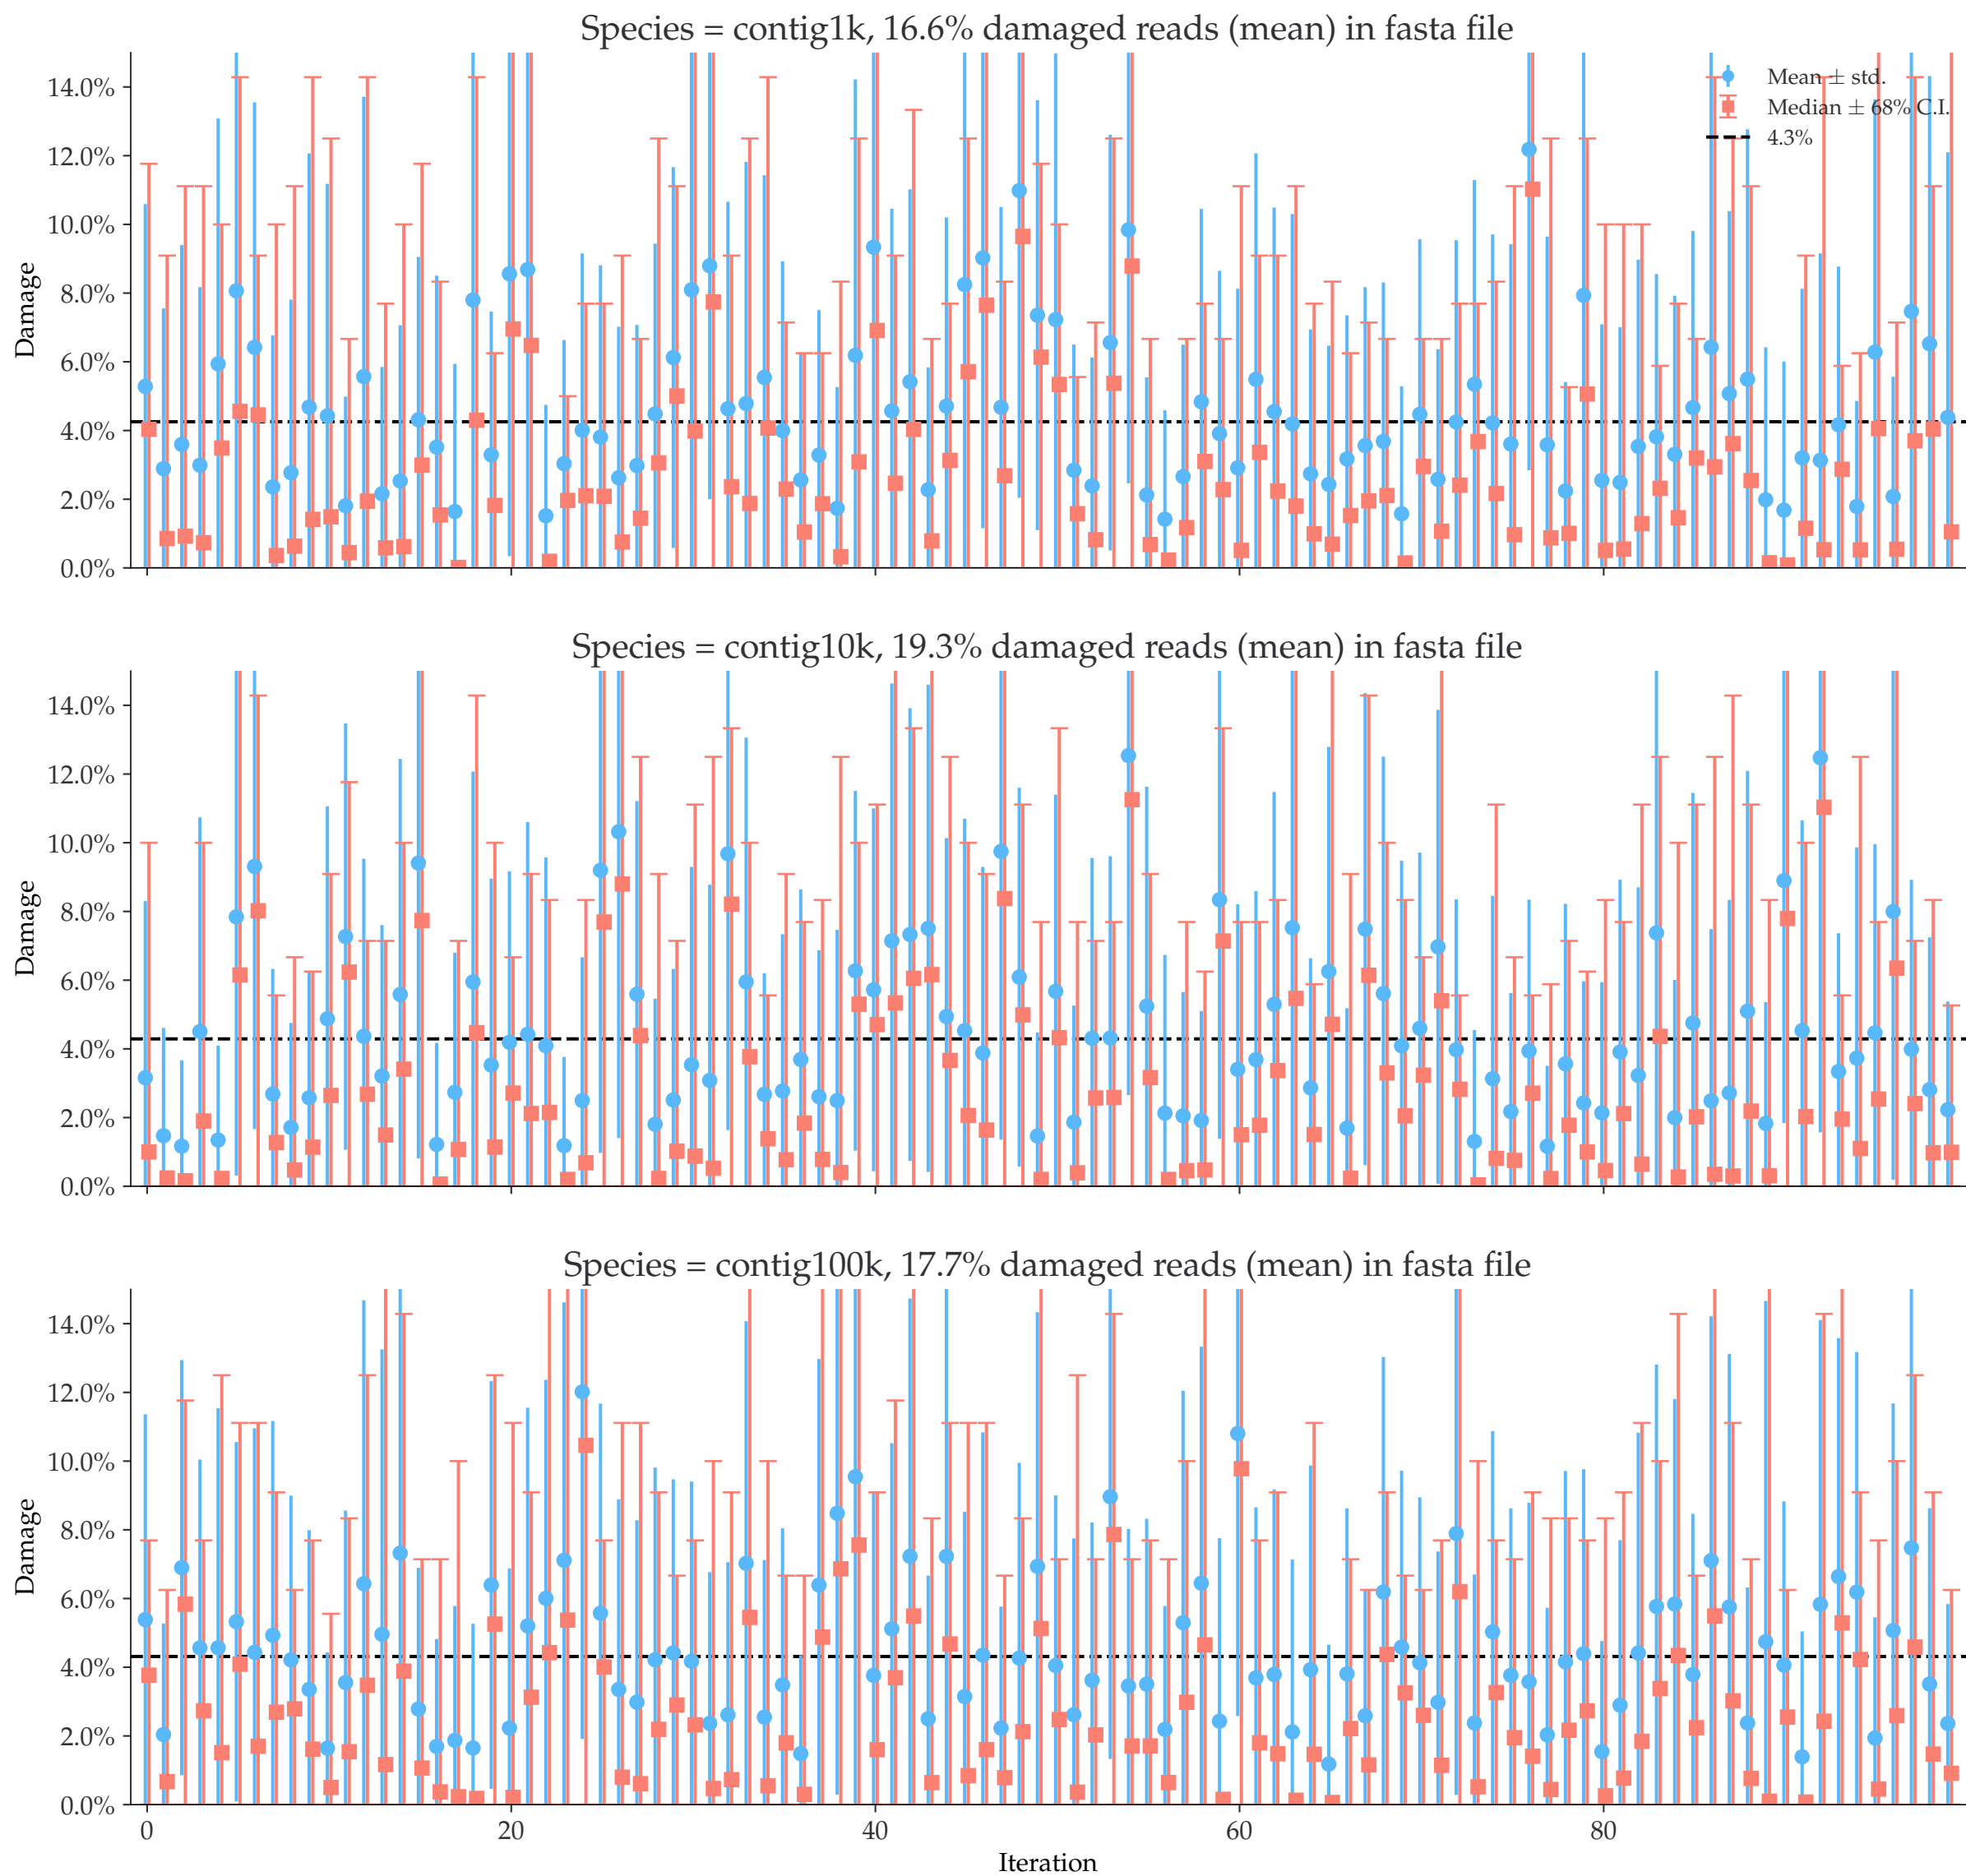 Species = contig1k, 16.6% damaged reads (mean) in fasta file
14.0%
12.0%
10.0%
8.0%
6.0%
4.0%
2.0%
0.0%
Damage
Mean ± std.
Median ± 68% C.I.
4.3%
Species = contig10k, 19.3% damaged reads (mean) in fasta file
14.0%
12.0%
10.0%
8.0%
6.0%
4.0%
2.0%
0.0%
Damage
Species = contig100k, 17.7% damaged reads (mean) in fasta file
14.0%
12.0%
10.0%
8.0%
6.0%
4.0%
2.0%
0.0%
Damage
0 20 40 60 80
Iteration